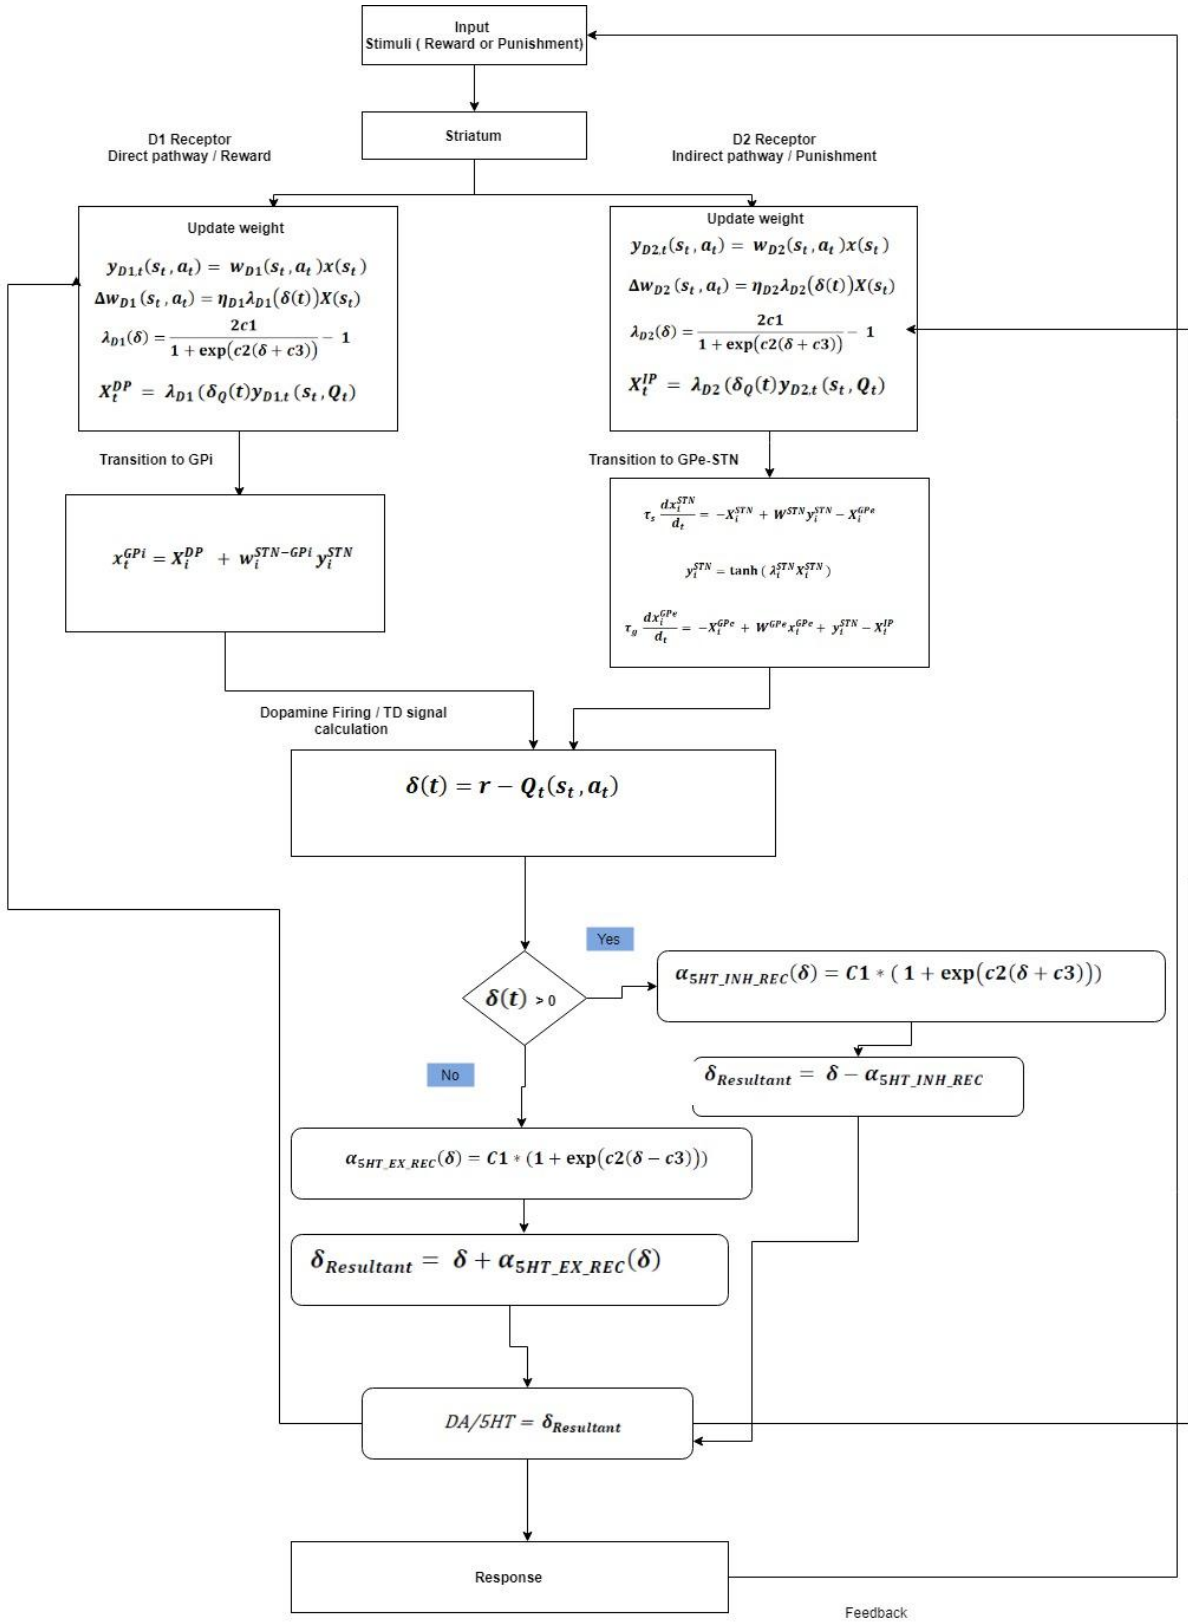 Input
Stimuli ( Reward or Punishment)
Striatum
D1 Receptor
Direct pathway / Reward
D2 Receptor
Indirect pathway / Punishment
Update weight
y_{D1,t}(s_t, a_t) = w_{D1}(s_t, a_t)x(s_t)
Δw_{D1}(s_t, a_t) = η_{D1}λ_{D1}(δ(t))X(s_t)
λ_{D1}(δ) = 2c1 / (1 + exp(c2(δ + c3))) − 1
X_t^{DP} = λ_{D1}(δ_Q(t)y_{D1,t}(s_t, Q_t)
Update weight
y_{D2,t}(s_t, a_t) = w_{D2}(s_t, a_t)x(s_t)
Δw_{D2}(s_t, a_t) = η_{D2}λ_{D2}(δ(t))X(s_t)
λ_{D2}(δ) = 2c1 / (1 + exp(c2(δ + c3))) − 1
X_t^{IP} = λ_{D2}(δ_Q(t)y_{D2,t}(s_t, Q_t)
Transition to GPi
x_t^{GPi} = X_i^{DP} + w_i^{STN-GPi} y_i^{STN}
Transition to GPe-STN
τ_s dx_i^{STN}/d_t = −X_i^{STN} + W^{STN}y_i^{STN} − X_i^{GPe}
y_i^{STN} = tanh(λ_i^{STN}X_i^{STN})
τ_g dx_i^{GPe}/d_t = −X_i^{GPe} + W^{GPe}x_i^{GPe} + y_i^{STN} − X_i^{IP}
Dopamine Firing / TD signal
calculation
δ(t) = r − Q_t(s_t, a_t)
δ(t) > 0
Yes
α_{5HT_INH_REC}(δ) = C1 * (1 + exp(c2(δ + c3)))
δ_{Resultant} = δ − α_{5HT_INH_REC}
No
α_{5HT_EX_REC}(δ) = C1 * (1 + exp(c2(δ − c3)))
δ_{Resultant} = δ + α_{5HT_EX_REC}(δ)
DA/5HT = δ_{Resultant}
Response
Feedback